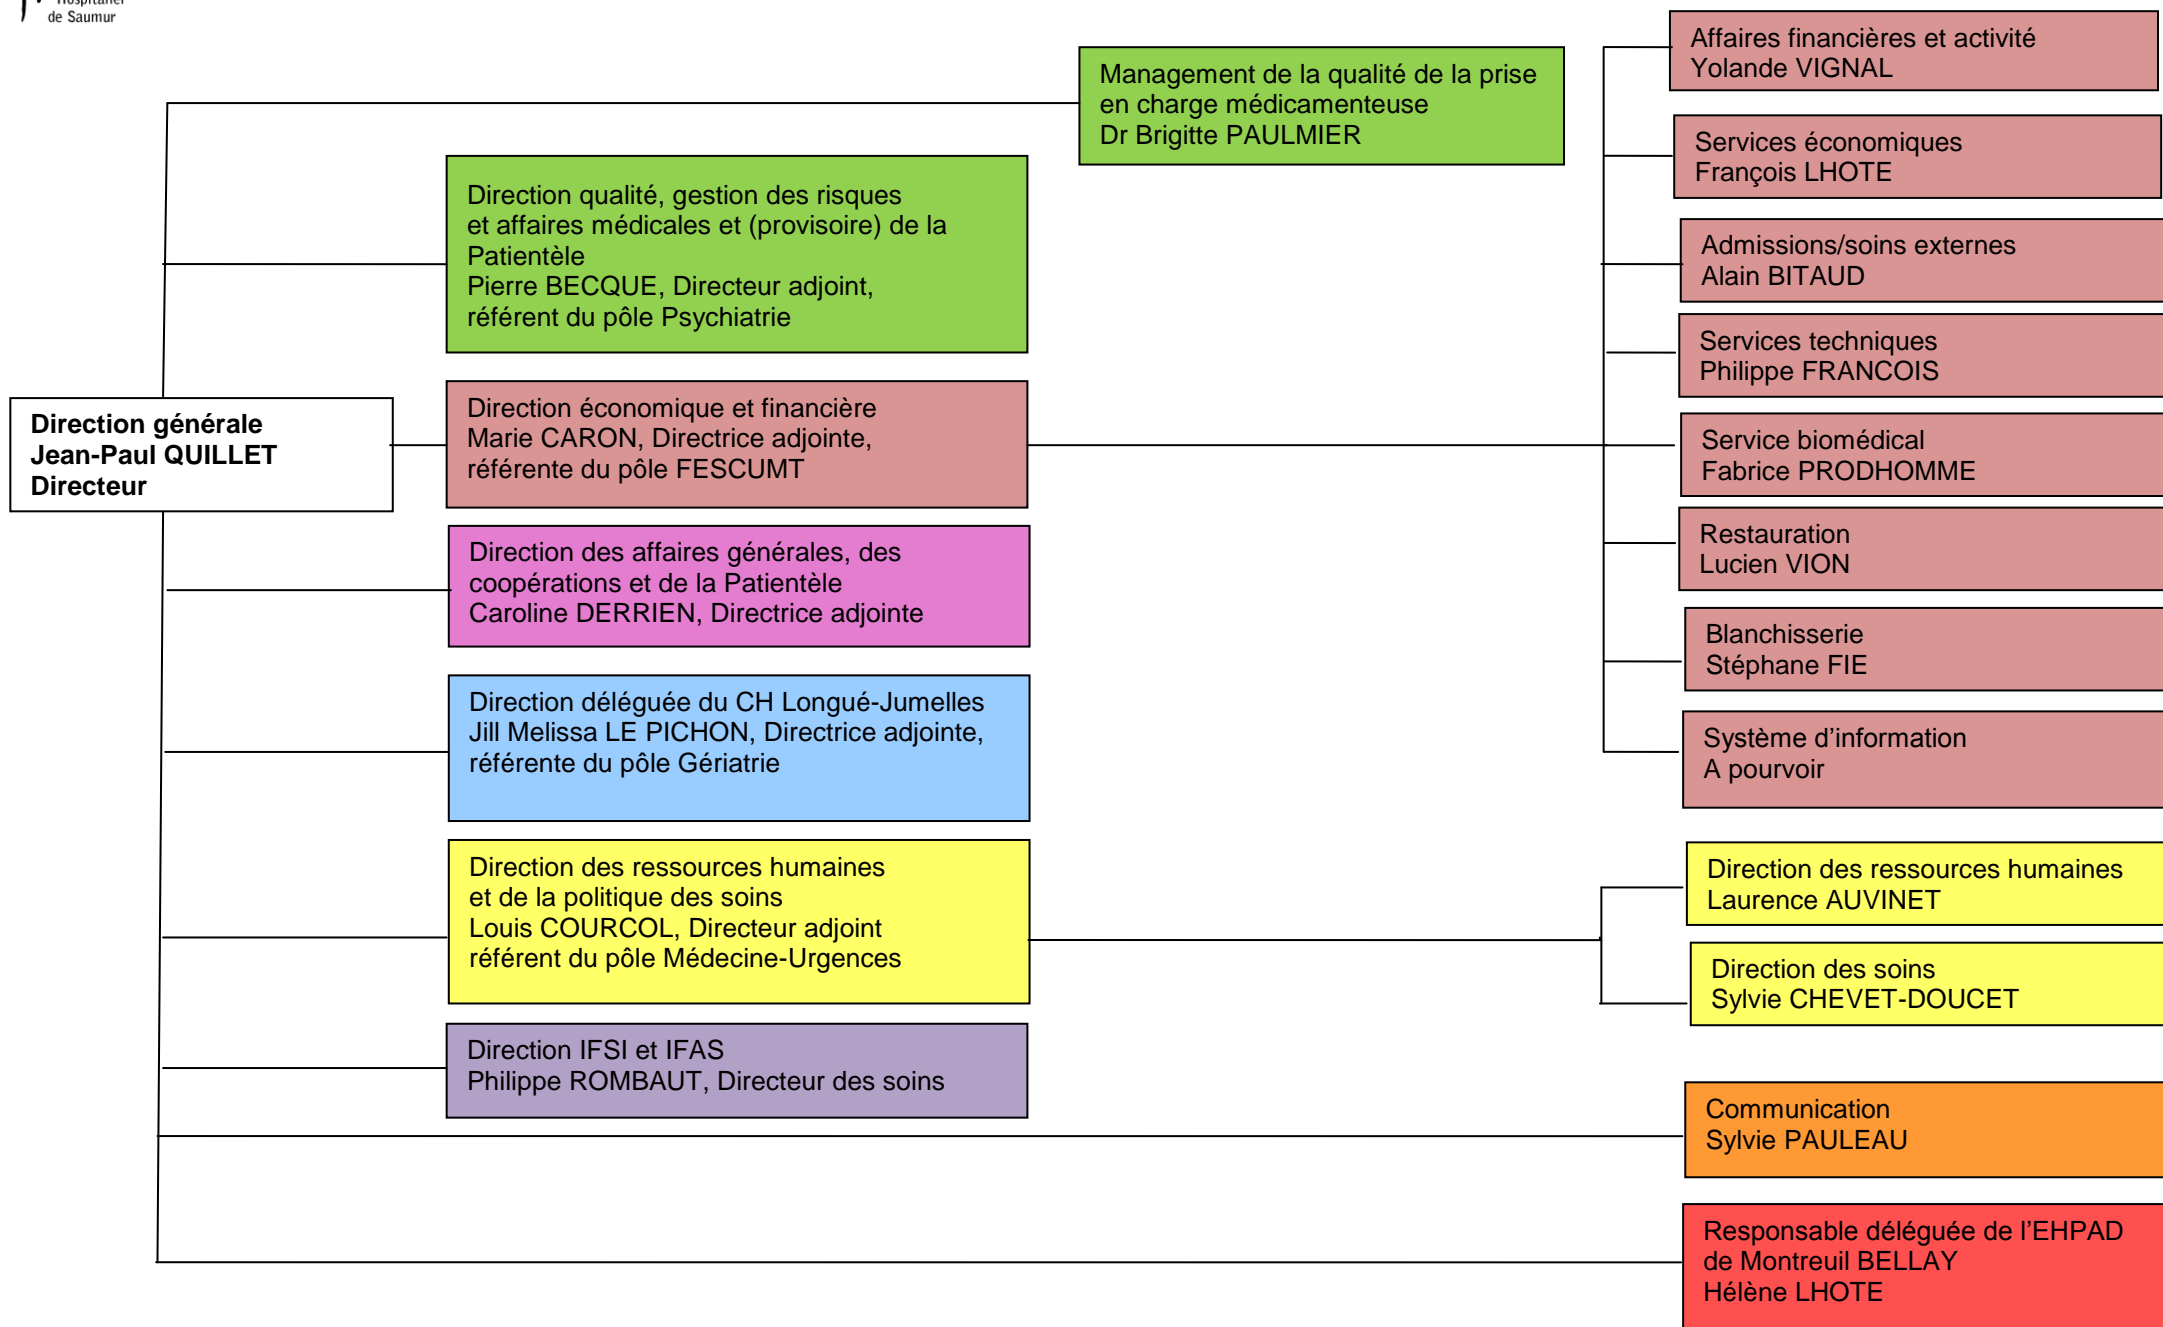 Hospitalier
de Saumur
Management de la qualité de la prise
en charge médicamenteuse
Dr Brigitte PAULMIER
Direction qualité, gestion des risques
et affaires médicales et (provisoire) de la
Patientèle
Pierre BECQUE, Directeur adjoint,
référent du pôle Psychiatrie
Direction générale
Jean-Paul QUILLET
Directeur
Direction économique et financière
Marie CARON, Directrice adjointe,
référente du pôle FESCUMT
Direction des affaires générales, des
coopérations et de la Patientèle
Caroline DERRIEN, Directrice adjointe
Direction déléguée du CH Longué-Jumelles
Jill Melissa LE PICHON, Directrice adjointe,
référente du pôle Gériatrie
Direction des ressources humaines
et de la politique des soins
Louis COURCOL, Directeur adjoint
référent du pôle Médecine-Urgences
Direction IFSI et IFAS
Philippe ROMBAUT, Directeur des soins
Affaires financières et activité
Yolande VIGNAL
Services économiques
François LHOTE
Admissions/soins externes
Alain BITAUD
Services techniques
Philippe FRANCOIS
Service biomédical
Fabrice PRODHOMME
Restauration
Lucien VION
Blanchisserie
Stéphane FIE
Système d’information
A pourvoir
Direction des ressources humaines
Laurence AUVINET
Direction des soins
Sylvie CHEVET-DOUCET
Communication
Sylvie PAULEAU
Responsable déléguée de l’EHPAD
de Montreuil BELLAY
Hélène LHOTE